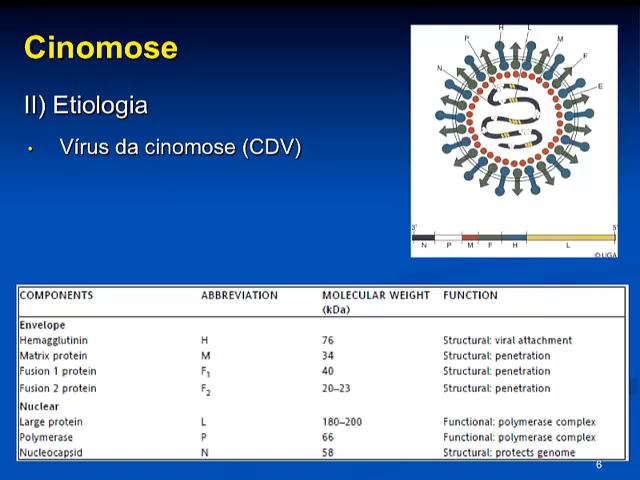 Cinomose
II) Etiologia
• Vírus da cinomose (CDV)
H L
P M
F
N
E
3' 5'
N P M F H L
© UGA
COMPONENTS ABBREVIATION MOLECULAR WEIGHT (kDa) FUNCTION
Envelope
Hemagglutinin H 76 Structural: viral attachment
Matrix protein M 34 Structural: penetration
Fusion 1 protein F1 40 Structural: penetration
Fusion 2 protein F2 20–23 Structural: penetration
Nuclear
Large protein L 180–200 Functional: polymerase complex
Polymerase P 66 Functional: polymerase complex
Nucleocapsid N 58 Structural: protects genome
6